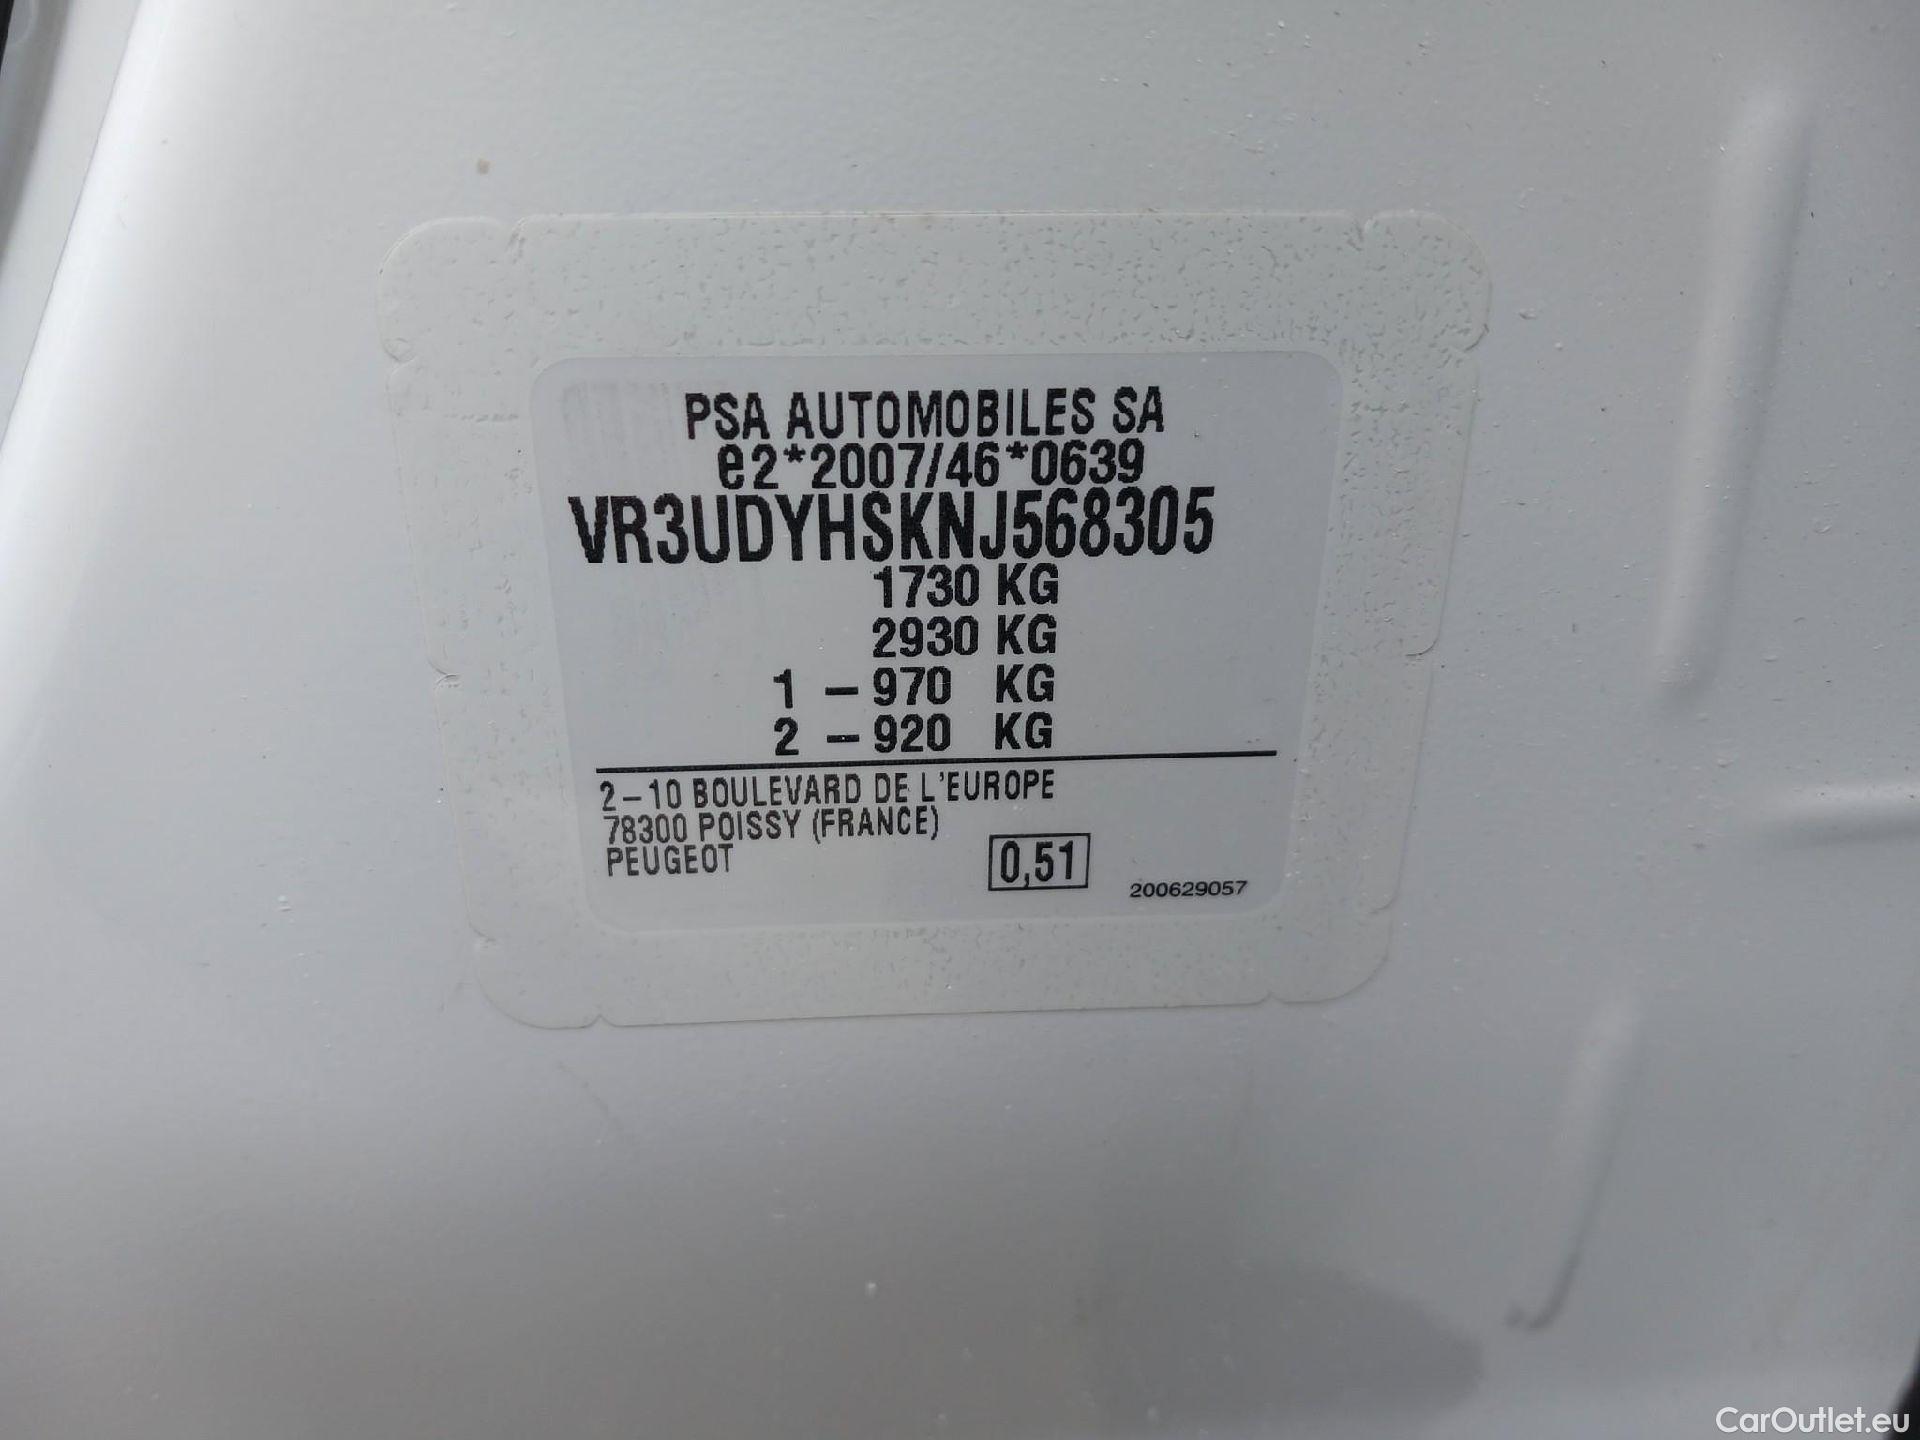 PSA AUTOMOBILES SA
e2*2007/46*0639
VR3UDYHSKNJ568305
1730 KG
2930 KG
1 – 970 KG
2 – 920 KG
2–10 BOULEVARD DE L'EUROPE
78300 POISSY (FRANCE)
PEUGEOT
0,51
200629057
CarOutlet.eu